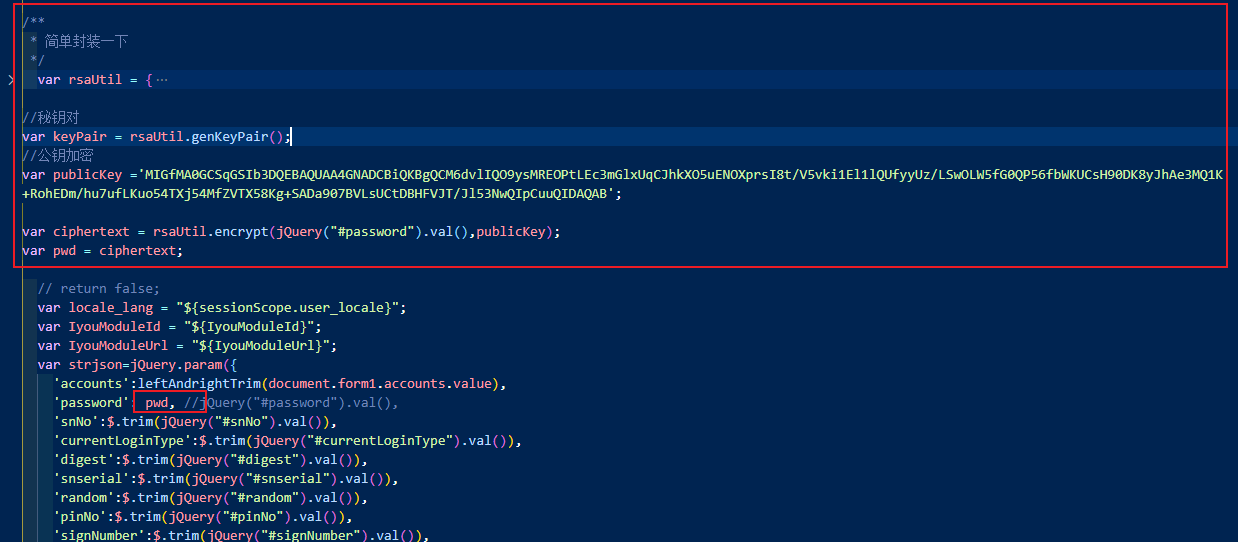 /**
* 简单封装一下
*/
var rsaUtil = {…
//秘钥对
var keyPair = rsaUtil.genKeyPair();
//公钥加密
var publicKey ='MIGfMA0GCSqGSIb3DQEBAQUAA4GNADCBiQKBgQCM6dvlIQO9ysMREOPtLEc3mGlxUqCJhkXO5uENOXprsI8t/V5vki1El1lQUfyyUz/LSwOLW5fG0QP56fbWKUCsH90DK8yJhAe3MQ1K
+RohEDm/hu7ufLKuo54TXj54MfZVTX58Kg+SADa907BVLsUCtDBHFVJT/Jl53NwQIpCuuQIDAQAB';
var ciphertext = rsaUtil.encrypt(jQuery("#password").val(),publicKey);
var pwd = ciphertext;
// return false;
var locale_lang = "${sessionScope.user_locale}";
var IyouModuleId = "${IyouModuleId}";
var IyouModuleUrl = "${IyouModuleUrl}";
var strjson=jQuery.param({
'accounts':leftAndrightTrim(document.form1.accounts.value),
'password': pwd, //jQuery("#password").val(),
'snNo':$.trim(jQuery("#snNo").val()),
'currentLoginType':$.trim(jQuery("#currentLoginType").val()),
'digest':$.trim(jQuery("#digest").val()),
'snserial':$.trim(jQuery("#snserial").val()),
'random':$.trim(jQuery("#random").val()),
'pinNo':$.trim(jQuery("#pinNo").val()),
'signNumber':$.trim(jQuery("#signNumber").val()),